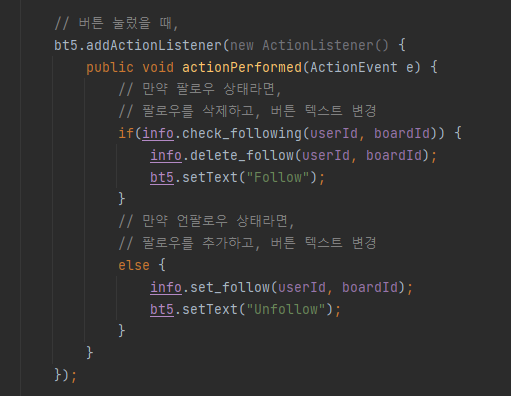 // 버튼 눌렀을 때,
bt5.addActionListener(new ActionListener() {
public void actionPerformed(ActionEvent e) {
// 만약 팔로우 상태라면,
// 팔로우를 삭제하고, 버튼 텍스트 변경
if(info.check_following(userId, boardId)) {
info.delete_follow(userId, boardId);
bt5.setText("Follow");
}
// 만약 언팔로우 상태라면,
// 팔로우를 추가하고, 버튼 텍스트 변경
else {
info.set_follow(userId, boardId);
bt5.setText("Unfollow");
}
}
});